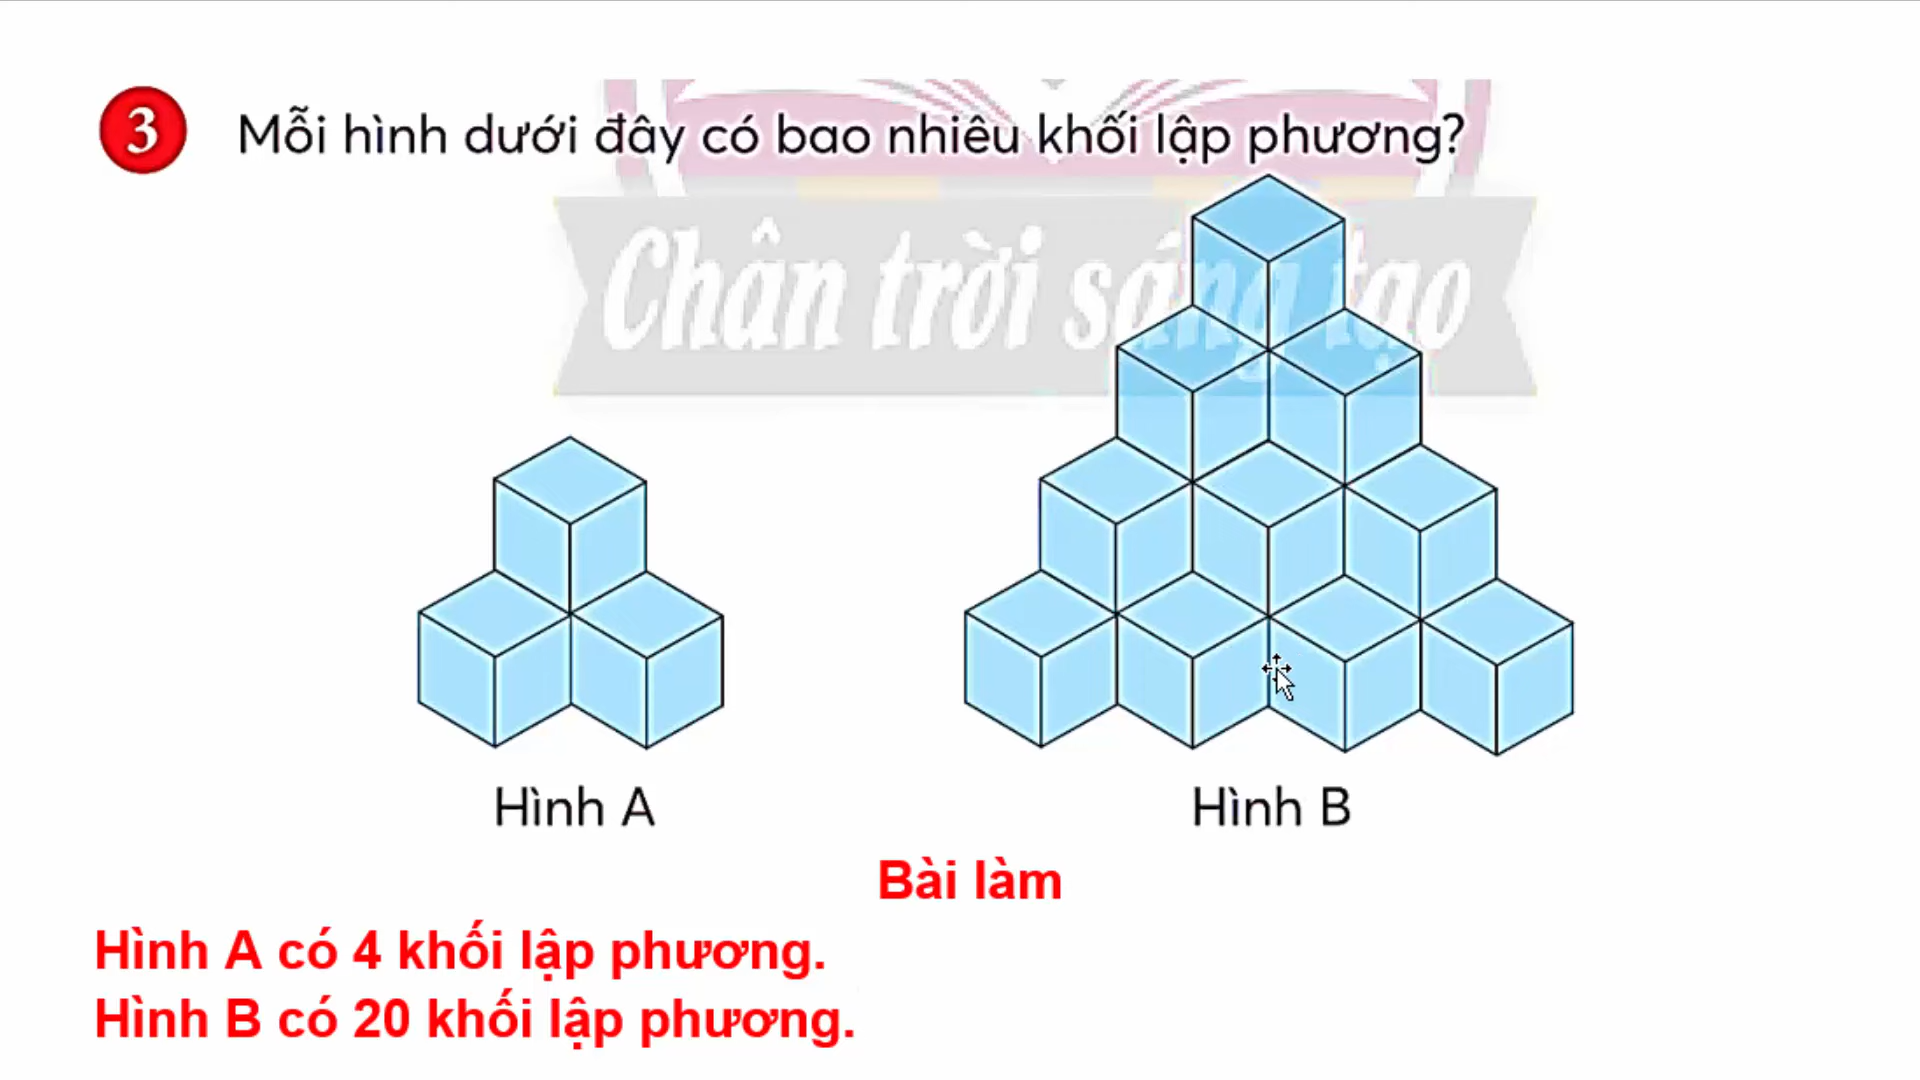 3 Mỗi hình dưới đây có bao nhiêu khối lập phương?
Chân trời sáng tạo
Hình A
Hình B
Bài làm
Hình A có 4 khối lập phương.
Hình B có 20 khối lập phương.